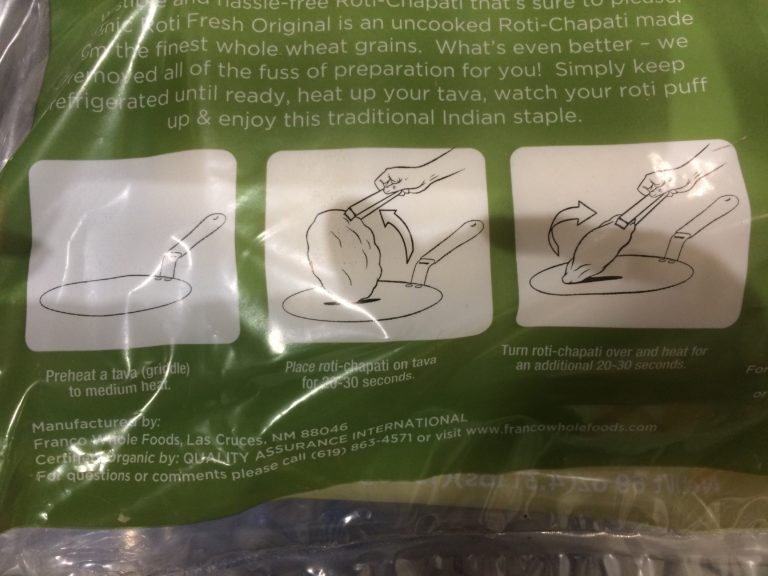 and hassle-free Roti-Chapati that's sure to please.
Roti Fresh Original is an uncooked Roti-Chapati made
the finest whole wheat grains. What's even better – we
removed all of the fuss of preparation for you! Simply keep
refrigerated until ready, heat up your tava, watch your roti puff
up & enjoy this traditional Indian staple.
Preheat a tava (griddle)
to medium heat.
Place roti-chapati on tava
for 20-30 seconds.
Turn roti-chapati over and heat for
an additional 20-30 seconds.
For
or
Manufactured by:
Franco Whole Foods, Las Cruces, NM 88046
Certified Organic by: QUALITY ASSURANCE INTERNATIONAL
For questions or comments please call (619) 863-4571 or visit www.francowholefoods.com